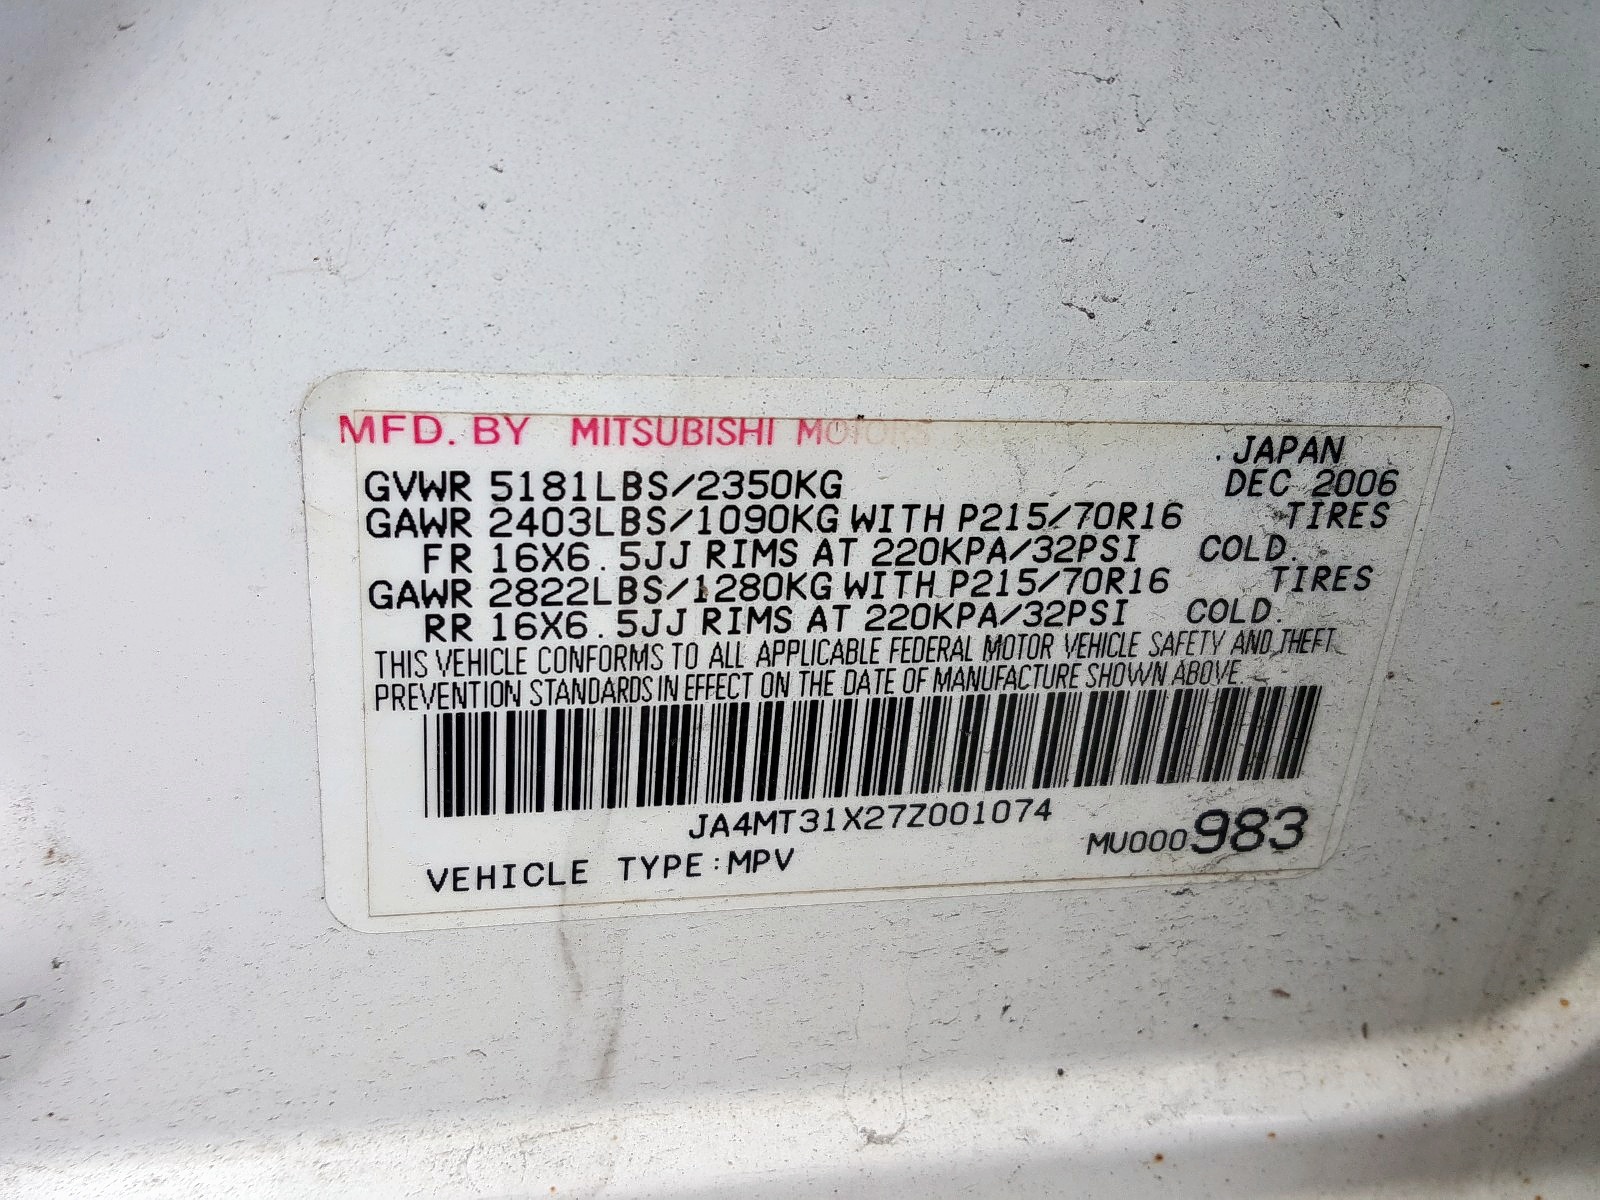 MFD. BY MITSUBISHI MOTORS
. JAPAN
GVWR 5181LBS/2350KG DEC 2006
GAWR 2403LBS/1090KG WITH P215/70R16 TIRES
FR 16X6.5JJ RIMS AT 220KPA/32PSI COLD.
GAWR 2822LBS/1280KG WITH P215/70R16 TIRES
RR 16X6.5JJ RIMS AT 220KPA/32PSI COLD.
THIS VEHICLE CONFORMS TO ALL APPLICABLE FEDERAL MOTOR VEHICLE SAFETY AND THEFT
PREVENTION STANDARDS IN EFFECT ON THE DATE OF MANUFACTURE SHOWN ABOVE.
JA4MT31X27Z001074
MU000983
VEHICLE TYPE:MPV